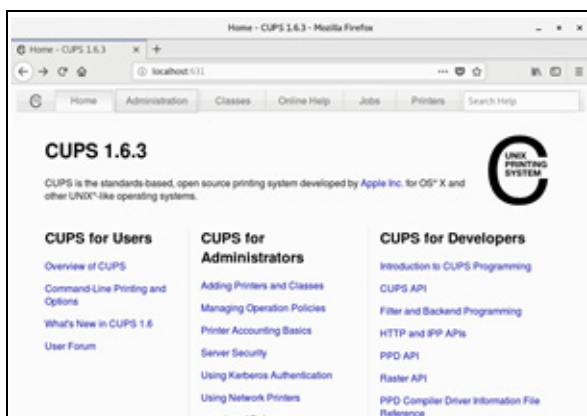 Home - CUPS 1.6.3 - Mozilla Firefox
Home - CUPS 1.6.3
localhost:631
Home Administration Classes Online Help Jobs Printers Search Help
CUPS 1.6.3
CUPS is the standards-based, open source printing system developed by Apple Inc. for OS® X and
other UNIX®-like operating systems.
UNIX
PRINTING
SYSTEM
CUPS for Users
Overview of CUPS
Command-Line Printing and
Options
What's New in CUPS 1.6
User Forum
CUPS for
Administrators
Adding Printers and Classes
Managing Operation Policies
Printer Accounting Basics
Server Security
Using Kerberos Authentication
Using Network Printers
CUPS for Developers
Introduction to CUPS Programming
CUPS API
Filter and Backend Programming
HTTP and IPP APIs
PPD API
Raster API
PPD Compiler Driver Information File
Reference